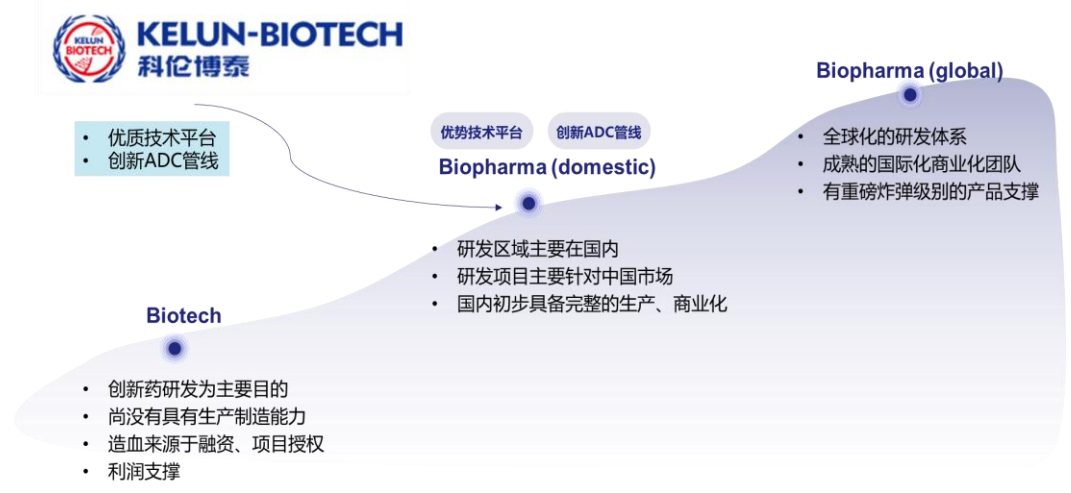 KELUN
BIOTECH
KELUN-BIOTECH
科伦博泰
• 优质技术平台
• 创新ADC管线
优势技术平台
创新ADC管线
Biopharma (domestic)
• 研发区域主要在国内
• 研发项目主要针对中国市场
• 国内初步具备完整的生产、商业化
Biopharma (global)
• 全球化的研发体系
• 成熟的国际化商业化团队
• 有重磅炸弹级别的产品支撑
Biotech
• 创新药研发为主要目的
• 尚没有具有生产制造能力
• 造血来源于融资、项目授权
• 利润支撑